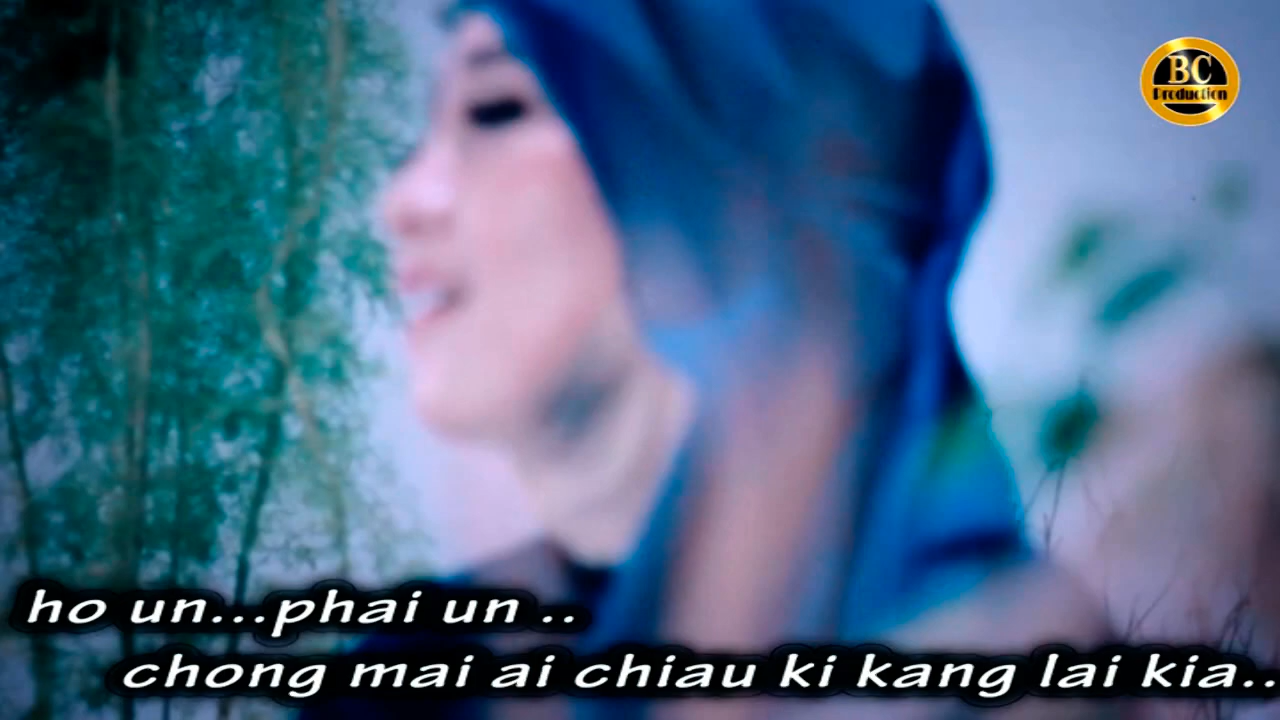 BC
Production
ho un...phai un ..
chong mai ai chiau ki kang lai kia..